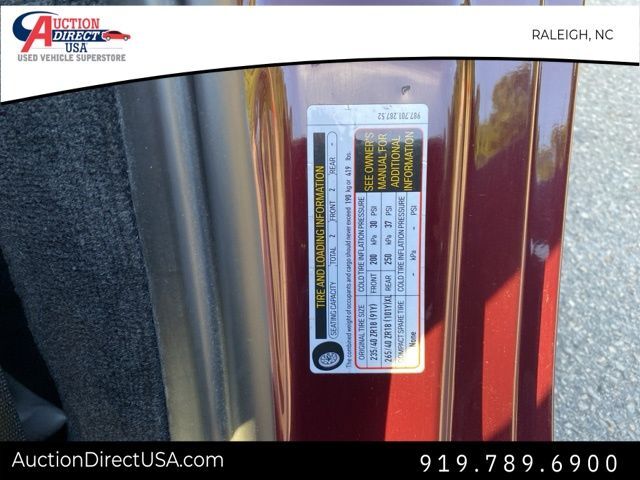 AUCTION
DIRECT
USA
USED VEHICLE SUPERSTORE
RALEIGH, NC
987.701.287.52
TIRE AND LOADING INFORMATION
SEATING CAPACITY TOTAL 2 FRONT 2 REAR -
The combined weight of occupants and cargo should never exceed 190 kg or 419 lbs.
ORIGINAL TIRE SIZE COLD TIRE INFLATION PRESSURE
235/40 ZR18 (91Y) FRONT 200 kPa 30 PSI
265/40 ZR18 (101Y)XL REAR 250 kPa 37 PSI
COMPACT SPARE TIRE COLD TIRE INFLATION PRESSURE
None - kPa - PSI
SEE OWNER'S
MANUAL FOR
ADDITIONAL
INFORMATION
AuctionDirectUSA.com
919.789.6900